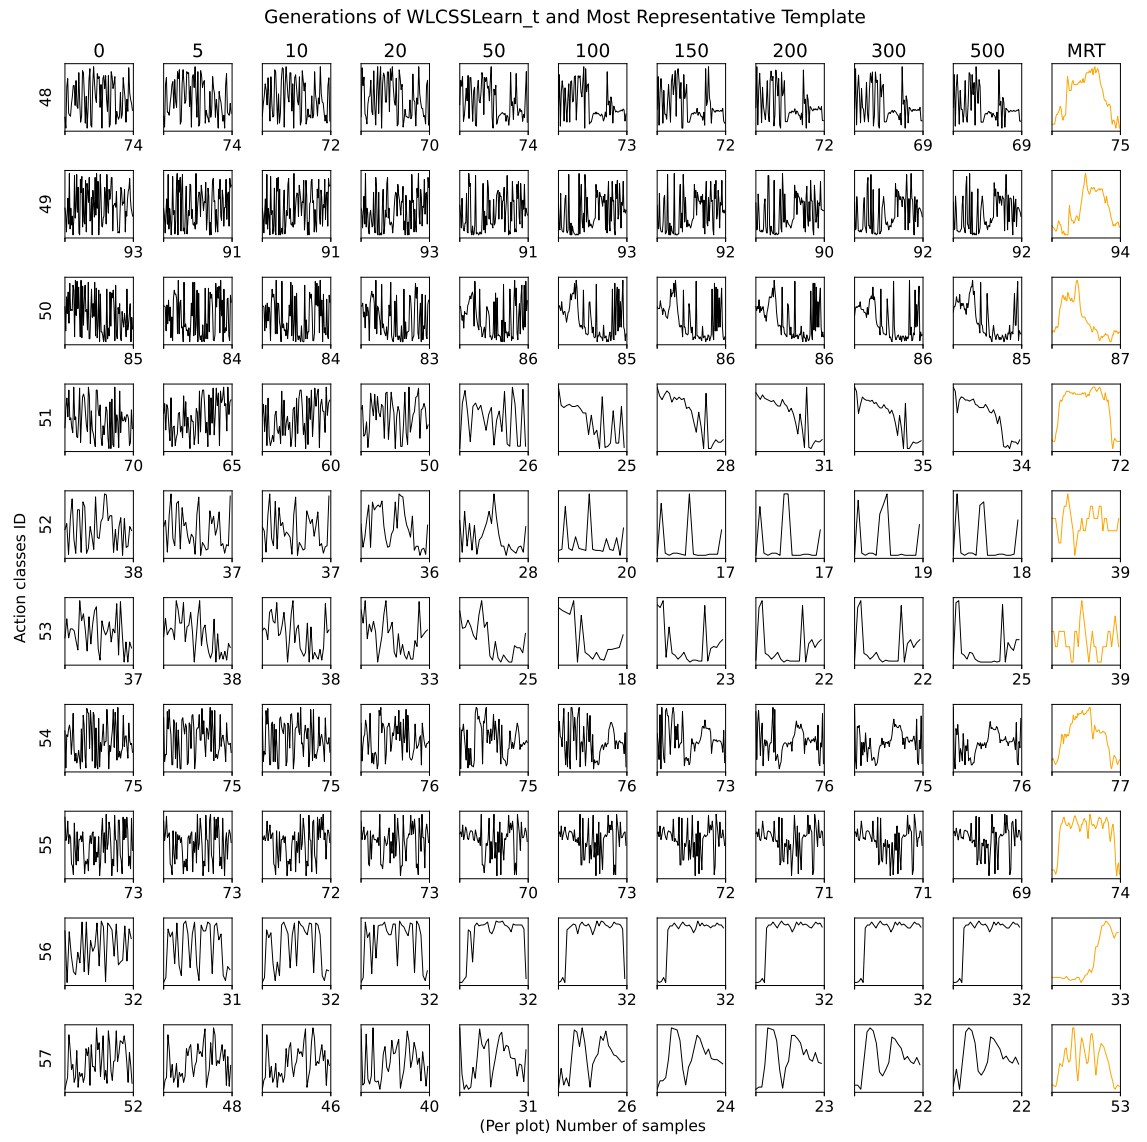 Generations of WLCSSLearn_t and Most Representative Template
0 5 10 20 50 100 150 200 300 500 MRT
48
74 74 72 70 74 73 72 72 69 69 75
49
93 91 91 93 91 93 92 90 92 92 94
50
85 84 84 83 86 85 86 86 86 85 87
51
70 65 60 50 26 25 28 31 35 34 72
52
38 37 37 36 28 20 17 17 19 18 39
Action classes ID
53
37 38 38 33 25 18 23 22 22 25 39
54
75 75 75 76 75 76 73 76 75 76 77
55
73 73 72 73 70 73 72 71 71 69 74
56
32 31 32 32 32 32 32 32 32 32 33
57
52 48 46 40 31 26 24 23 22 22 53
(Per plot) Number of samples